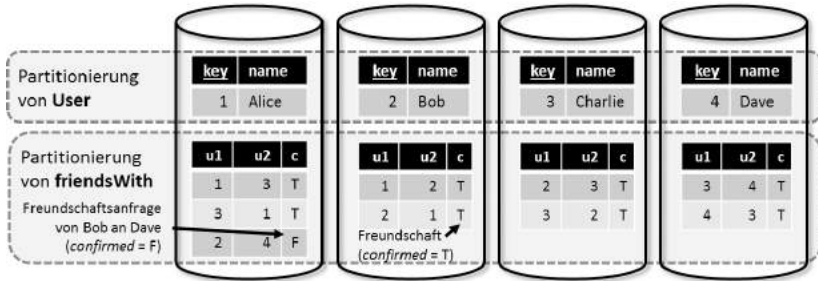 key name
key name
key name
key name
Partitionierung
von User
1 Alice
2 Bob
3 Charlie
4 Dave
Partitionierung
von friendsWith
Freundschaftsanfrage
von Bob an Dave
(confirmed = F)
u1 u2 c
1 3 T
3 1 T
2 4 F
u1 u2 c
1 2 T
2 1 T
Freundschaft
(confirmed = T)
u1 u2 c
2 3 T
3 2 T
u1 u2 c
3 4 T
4 3 T